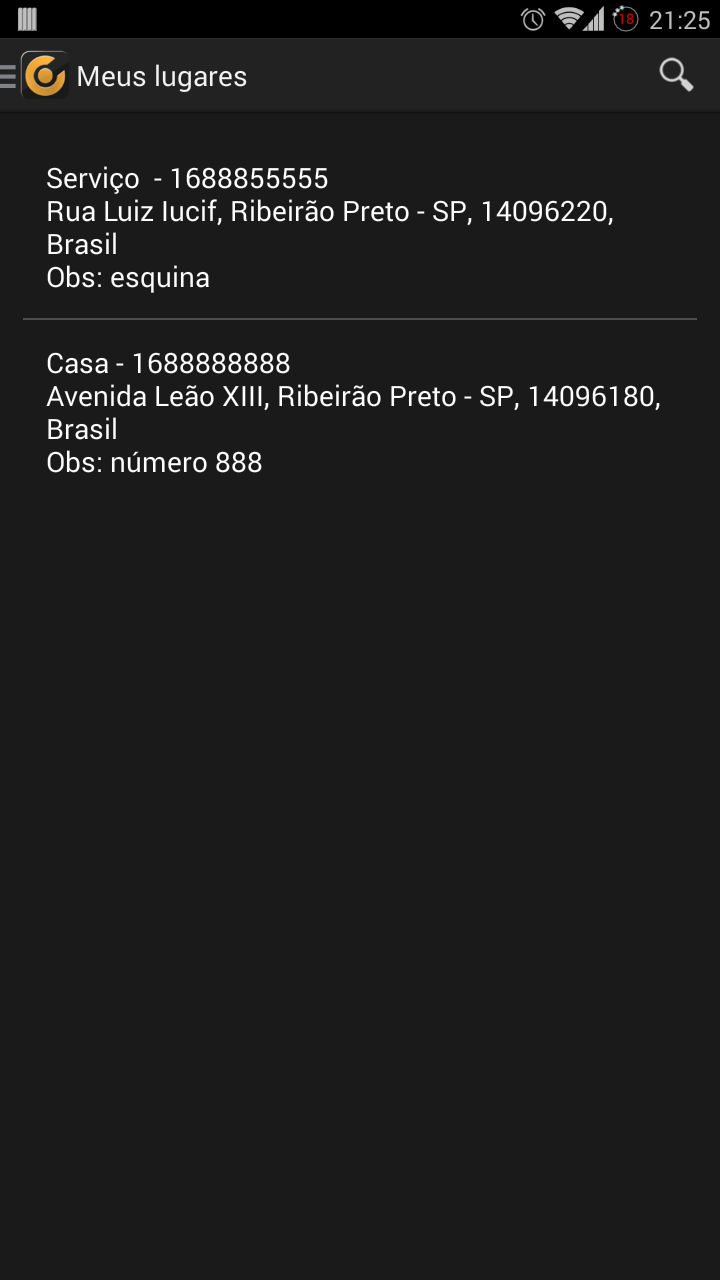 18 21:25
Meus lugares
Serviço  - 1688855555
Rua Luiz Iucif, Ribeirão Preto - SP, 14096220,
Brasil
Obs: esquina
Casa - 1688888888
Avenida Leão XIII, Ribeirão Preto - SP, 14096180,
Brasil
Obs: número 888